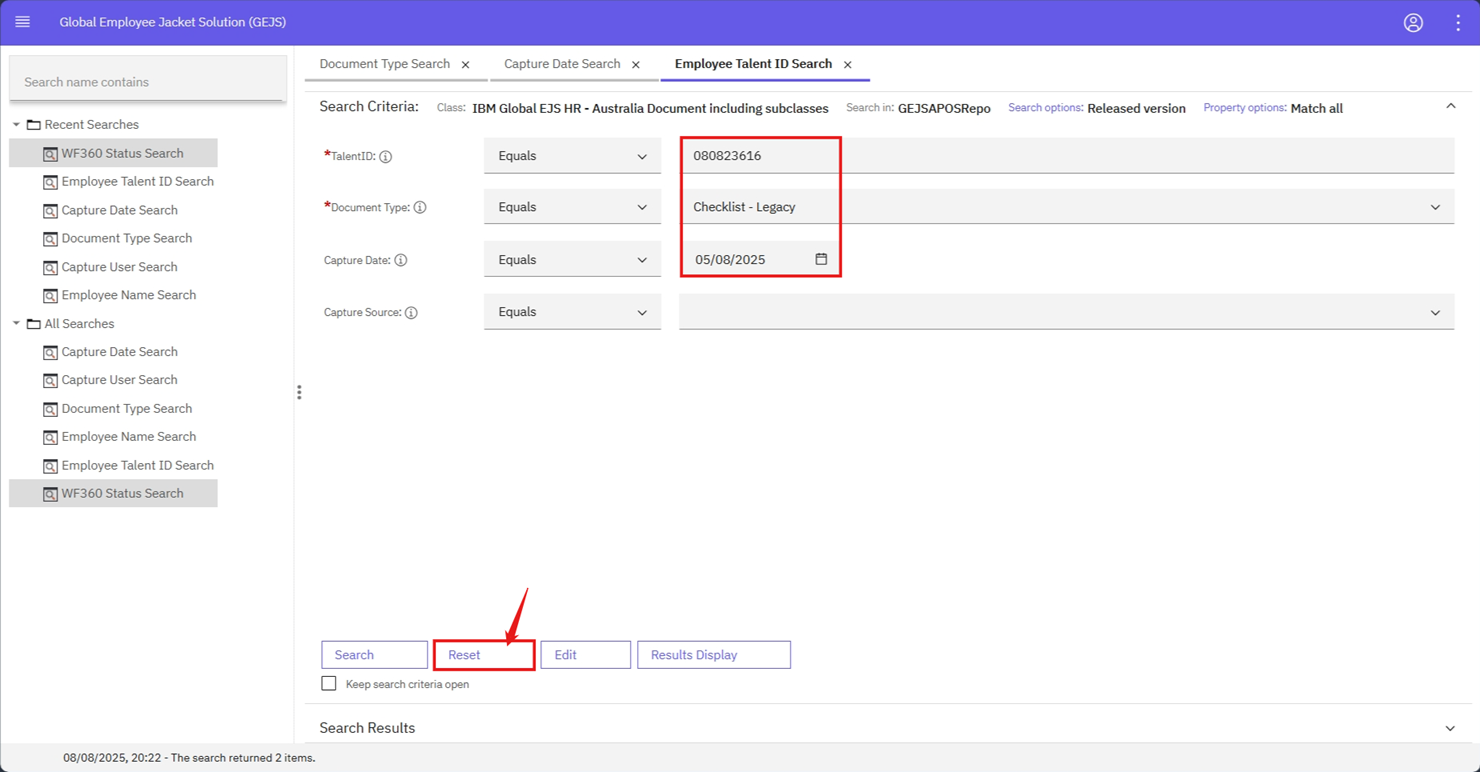 Global Employee Jacket Solution (GEJS)
Search name contains
Recent Searches
WF360 Status Search
Employee Talent ID Search
Capture Date Search
Document Type Search
Capture User Search
Employee Name Search
All Searches
Capture Date Search
Capture User Search
Document Type Search
Employee Name Search
Employee Talent ID Search
WF360 Status Search
Document Type Search Capture Date Search Employee Talent ID Search
Search Criteria: Class: IBM Global EJS HR - Australia Document including subclasses Search in: GEJSAPOSRepo Search options: Released version Property options: Match all
*TalentID: Equals 080823616
*Document Type: Equals Checklist - Legacy
Capture Date: Equals 05/08/2025
Capture Source: Equals
Search Reset Edit Results Display
Keep search criteria open
Search Results
08/08/2025, 20:22 - The search returned 2 items.